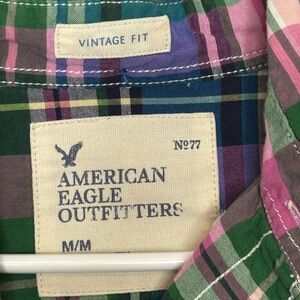 VINTAGE FIT
No77
AMERICAN
EAGLE
OUTFITTERS
M/M